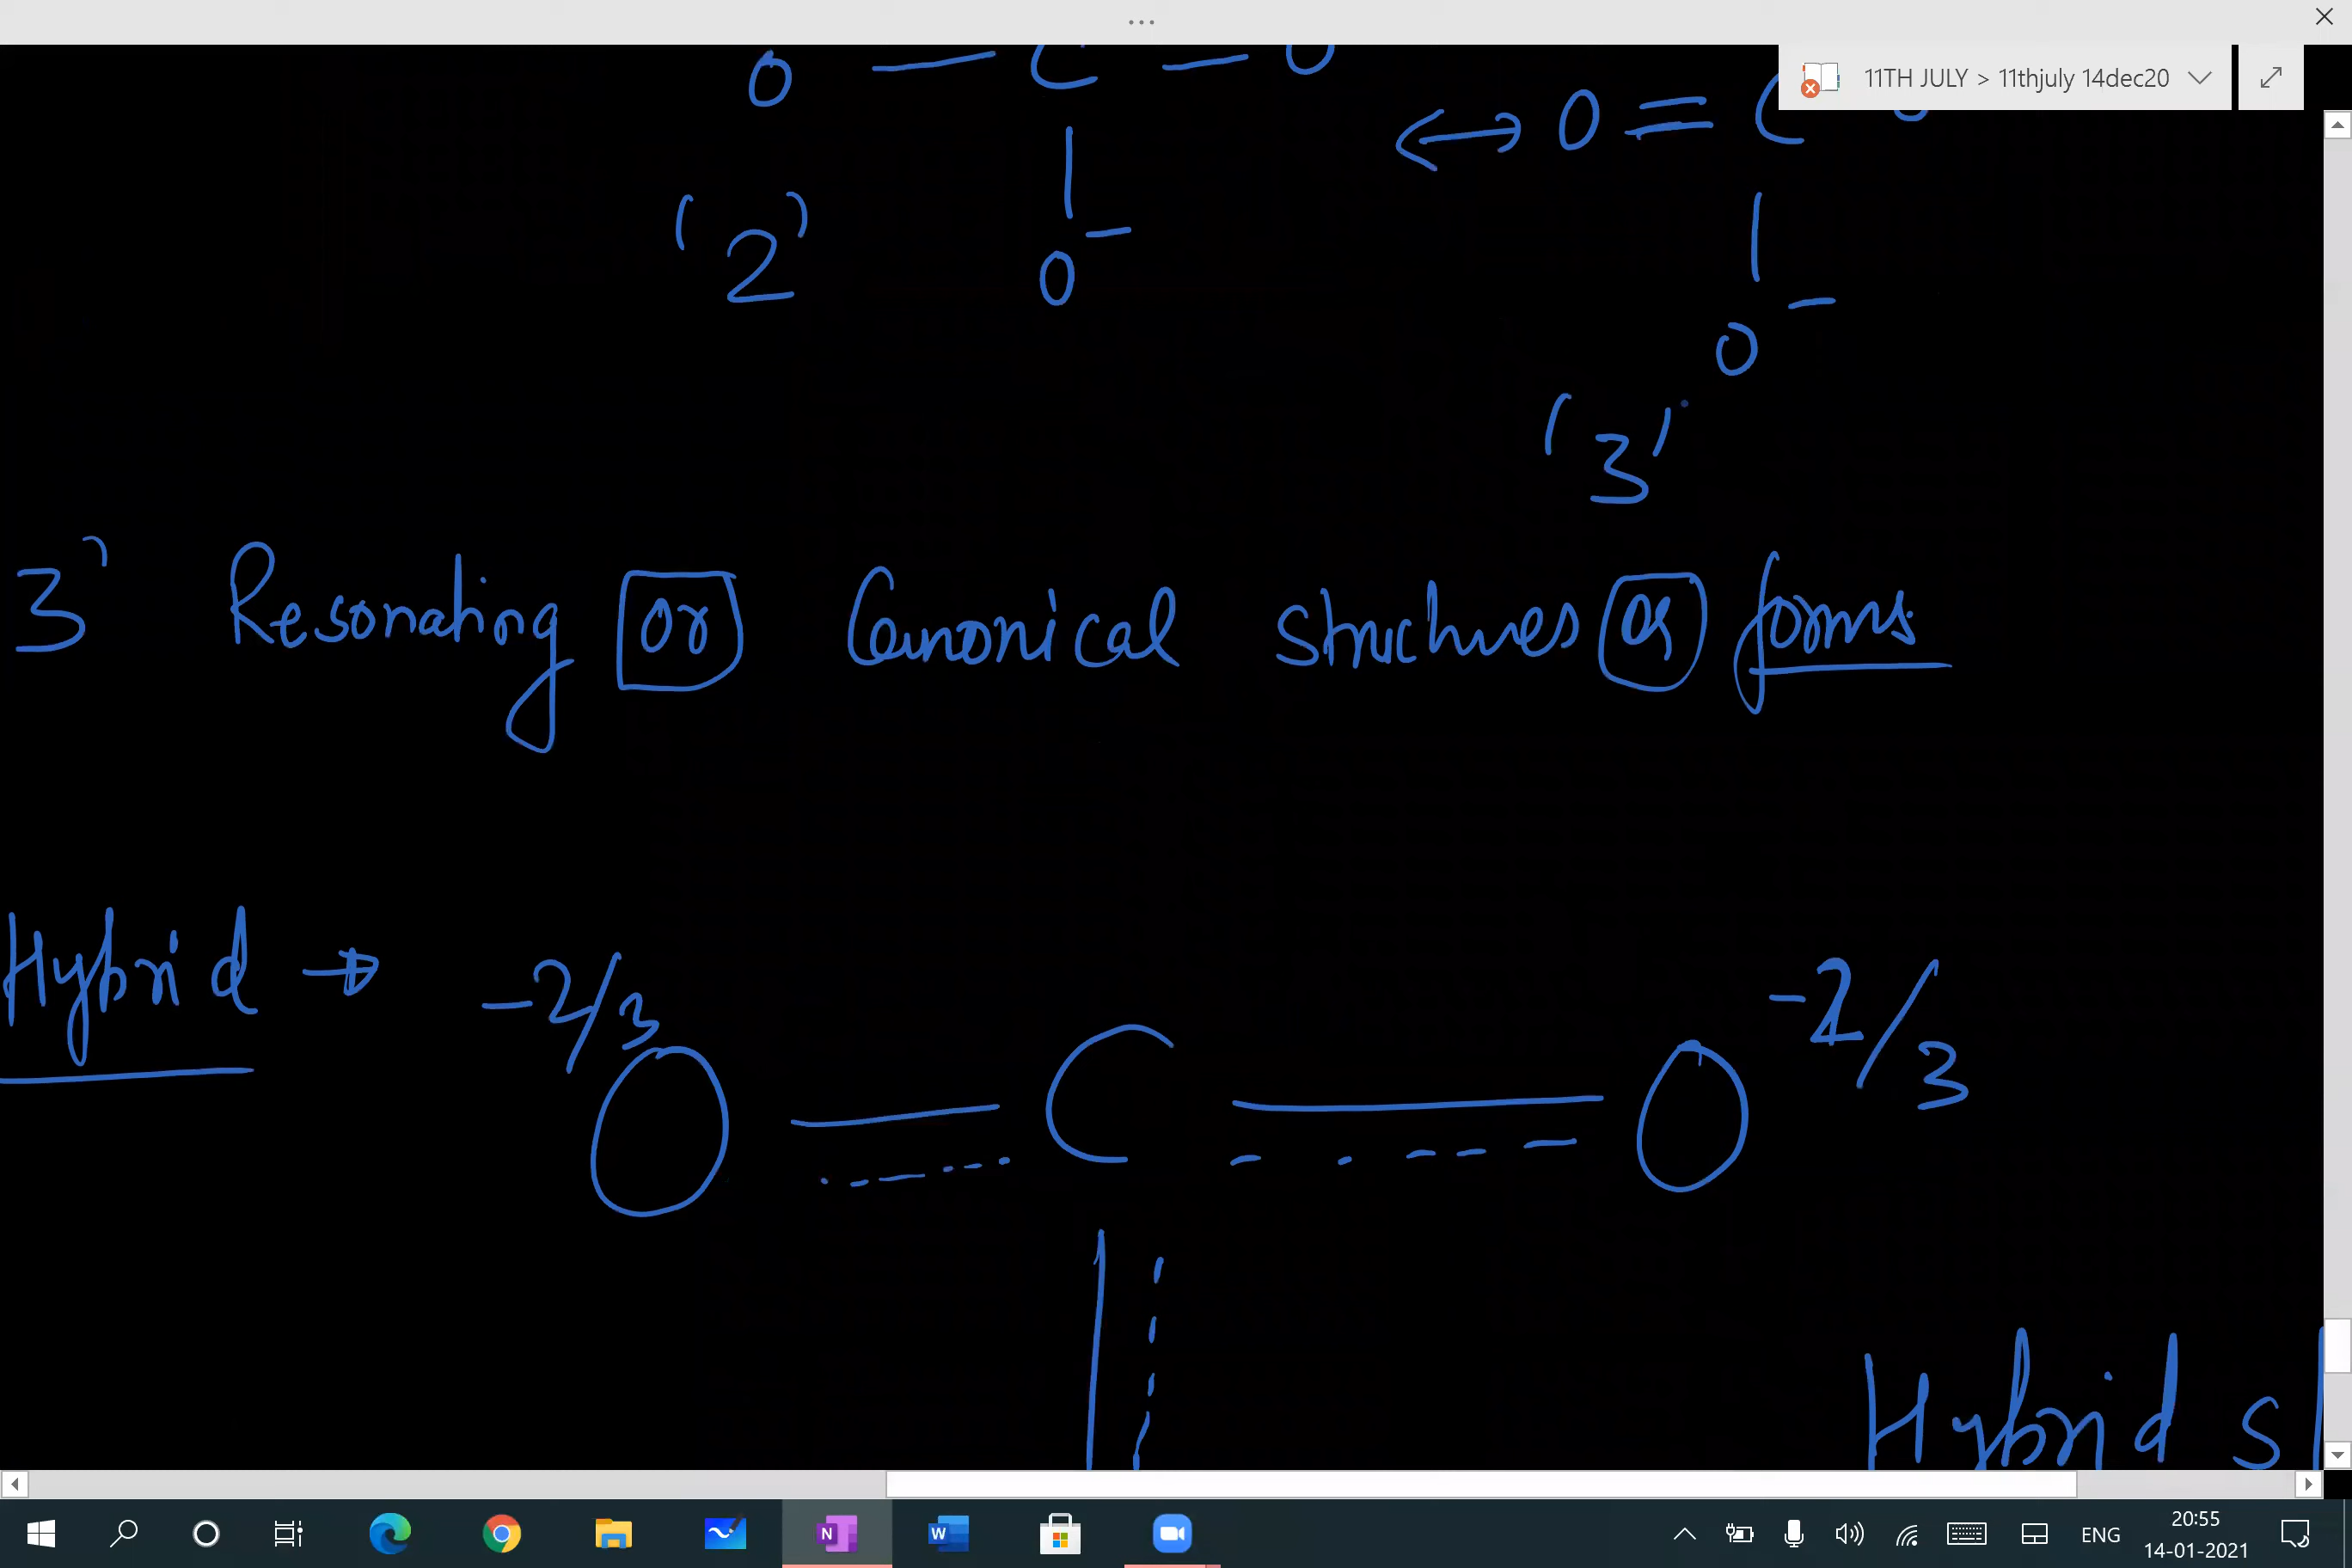 ...
11TH JULY > 11thjuly 14dec20
O — C — O
⟷ O = C O
(2)
O⁻
O⁻
(3)
3) Resonating or Canonical structures or forms
Hybrid → -2/3 O C O -2/3
Hybrid s
N
W
ENG
20:55
14-01-2021